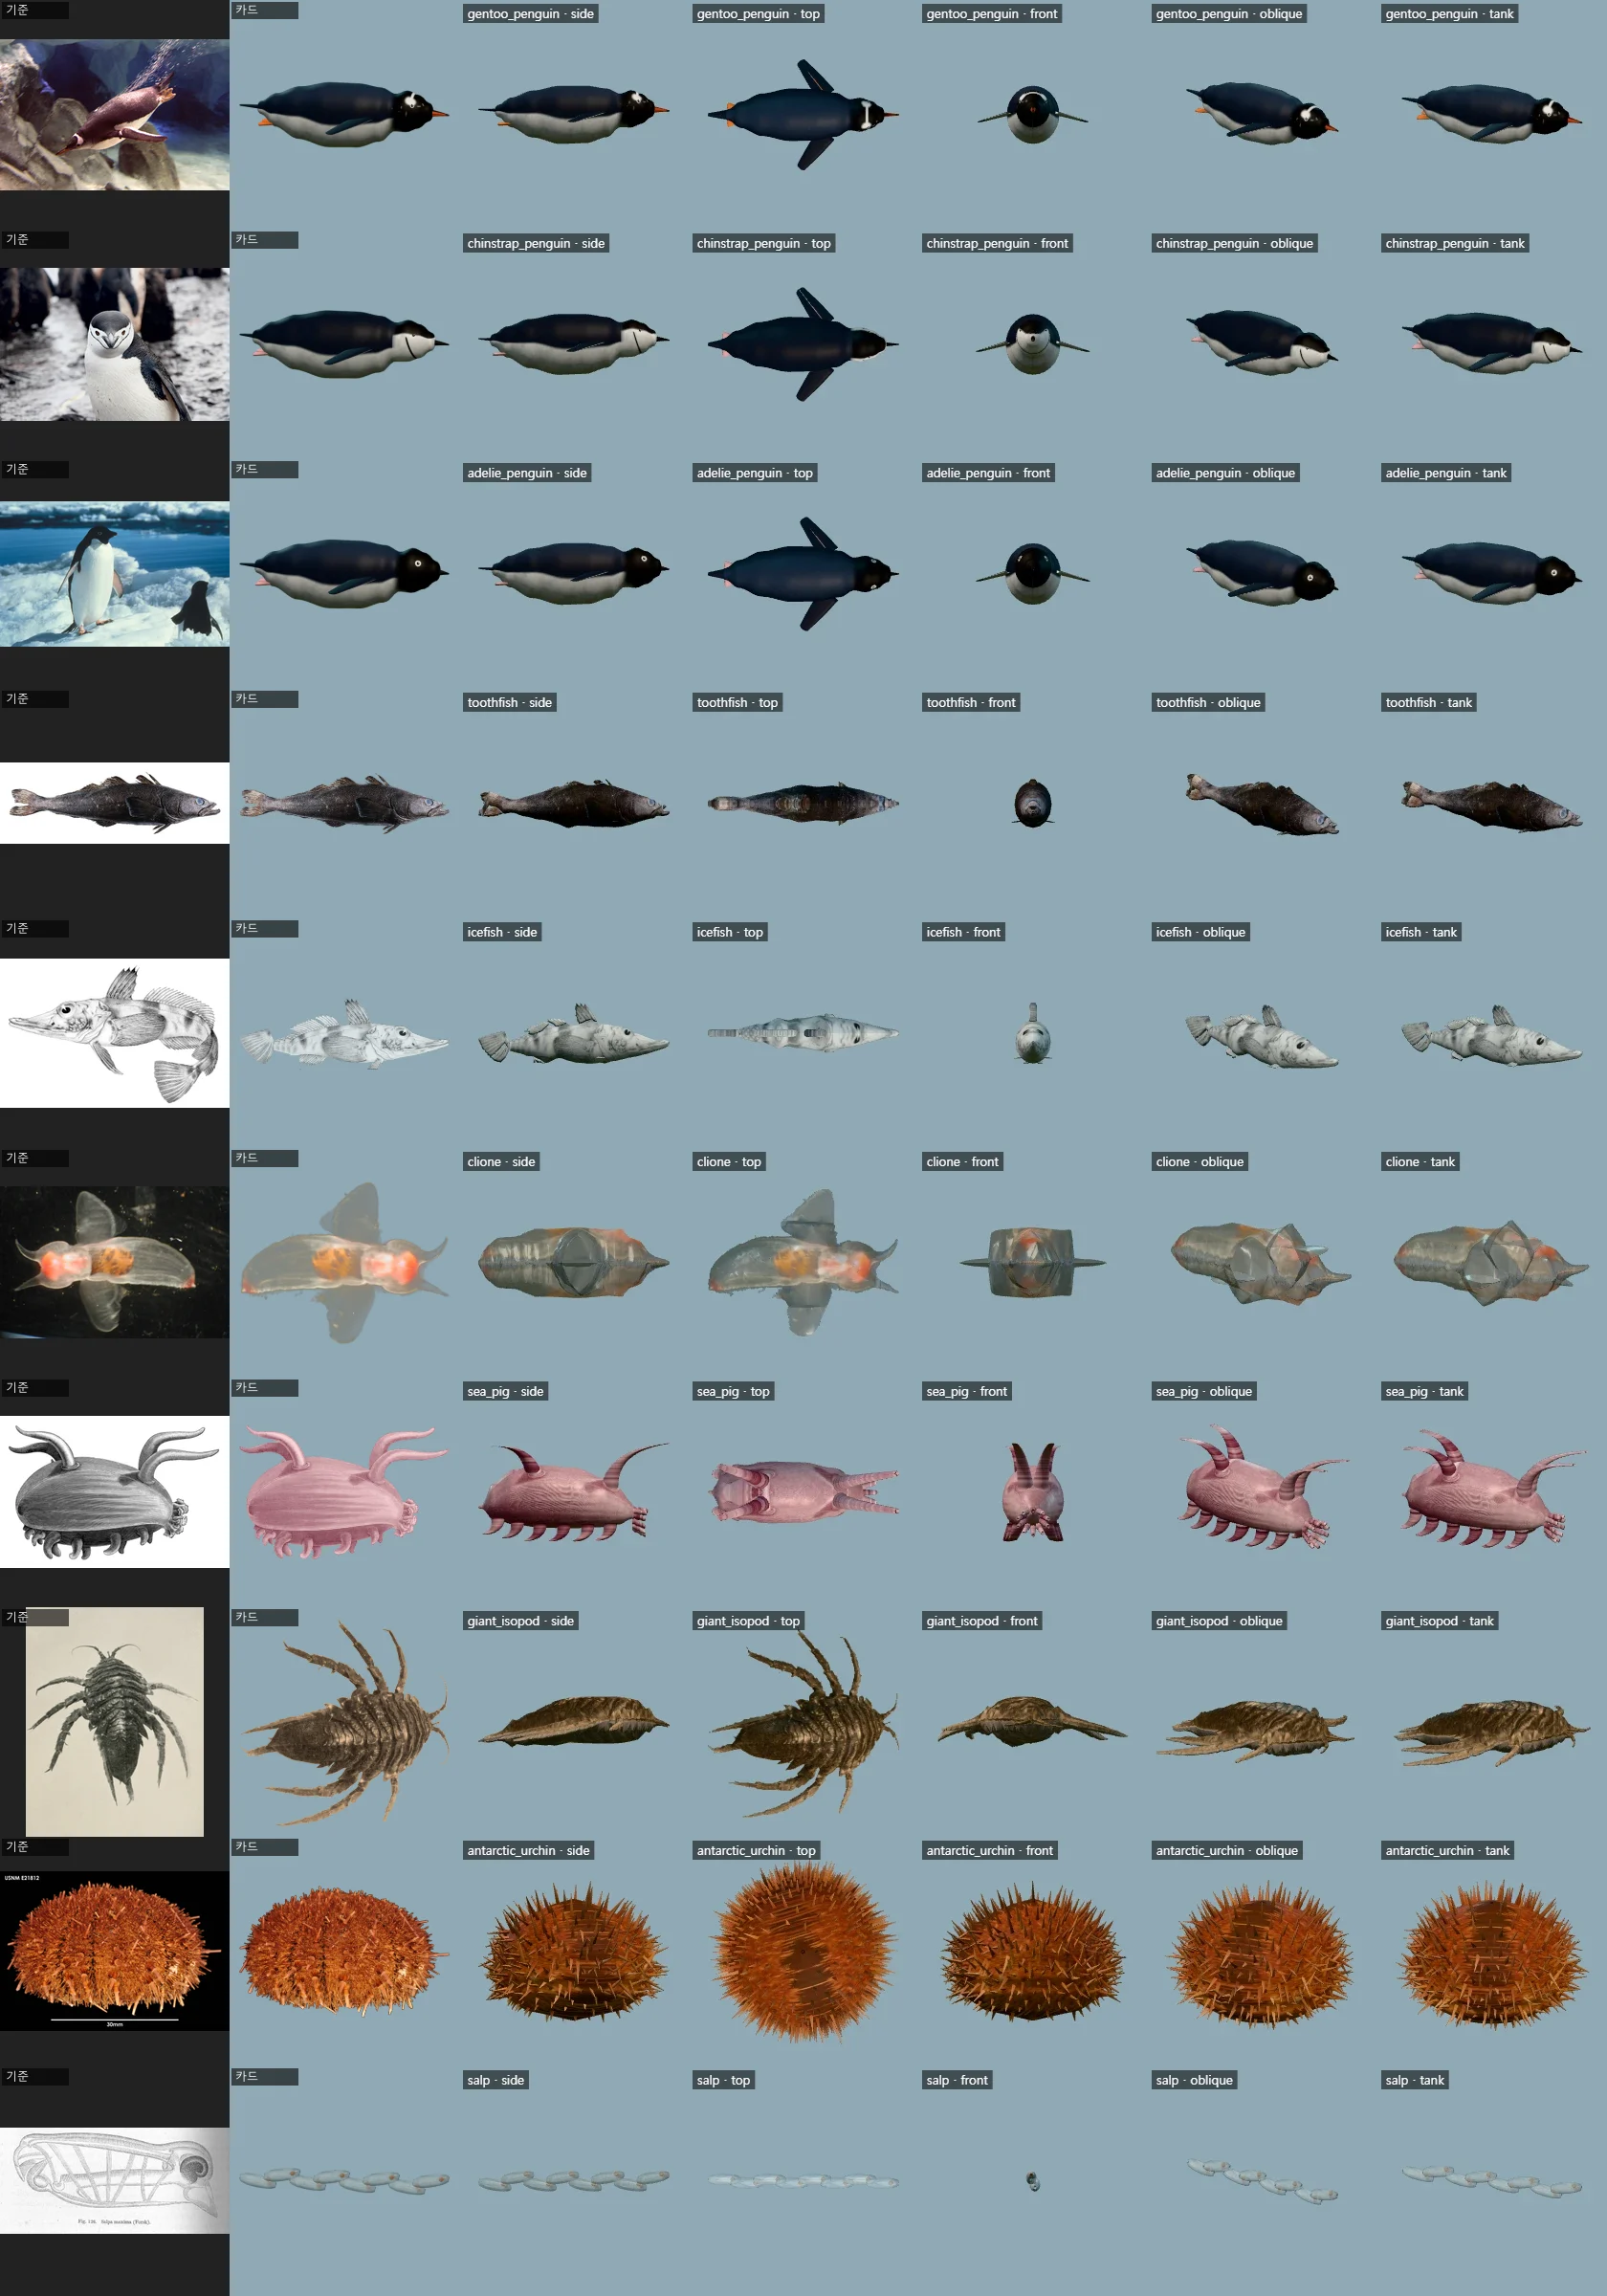 기준
카드
gentoo_penguin - side
gentoo_penguin - top
gentoo_penguin - front
gentoo_penguin - oblique
gentoo_penguin - tank
기준
카드
chinstrap_penguin - side
chinstrap_penguin - top
chinstrap_penguin - front
chinstrap_penguin - oblique
chinstrap_penguin - tank
기준
카드
adelie_penguin - side
adelie_penguin - top
adelie_penguin - front
adelie_penguin - oblique
adelie_penguin - tank
기준
카드
toothfish - side
toothfish - top
toothfish - front
toothfish - oblique
toothfish - tank
기준
카드
icefish - side
icefish - top
icefish - front
icefish - oblique
icefish - tank
기준
카드
clione - side
clione - top
clione - front
clione - oblique
clione - tank
기준
카드
sea_pig - side
sea_pig - top
sea_pig - front
sea_pig - oblique
sea_pig - tank
기준
카드
giant_isopod - side
giant_isopod - top
giant_isopod - front
giant_isopod - oblique
giant_isopod - tank
기준
카드
antarctic_urchin - side
antarctic_urchin - top
antarctic_urchin - front
antarctic_urchin - oblique
antarctic_urchin - tank
USNM E21812
30mm
기준
카드
salp - side
salp - top
salp - front
salp - oblique
salp - tank